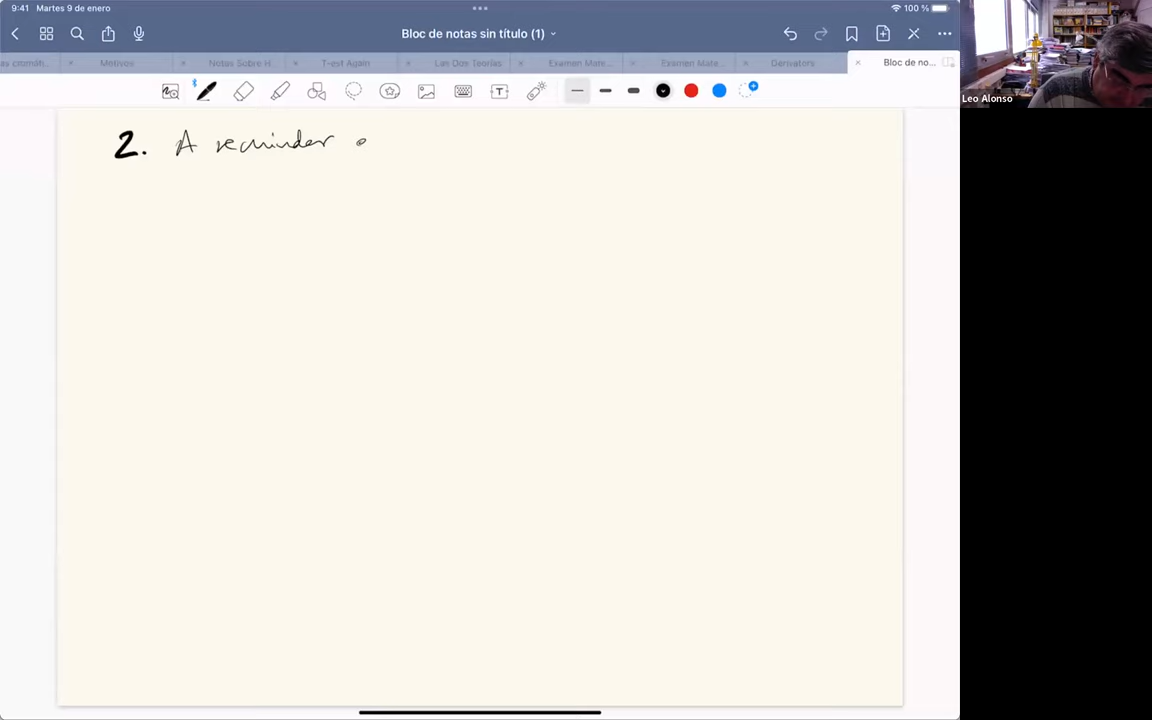 9:41 Martes 9 de enero
100 %
Bloc de notas sin título (1)
Motivos
Notas Sobre H...
T-est Again
Las Dos Teorías
Examen Mate...
Examen Mate...
Derivators
Bloc de no...
T
Leo Alonso
2. A reminder o